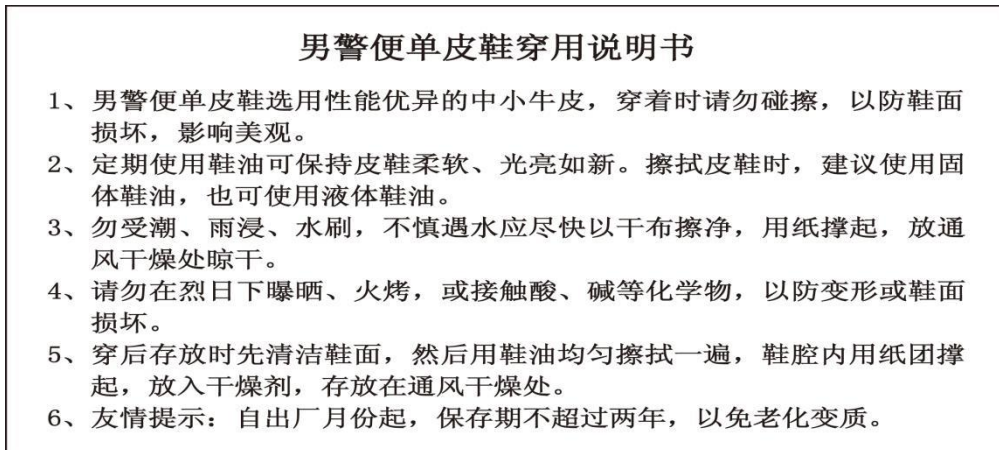 男警便单皮鞋穿用说明书
1、男警便单皮鞋选用性能优异的中小牛皮，穿着时请勿碰擦，以防鞋面
损坏，影响美观。
2、定期使用鞋油可保持皮鞋柔软、光亮如新。擦拭皮鞋时，建议使用固
体鞋油，也可使用液体鞋油。
3、勿受潮、雨浸、水刷，不慎遇水应尽快以干布擦净，用纸撑起，放通
风干燥处晾干。
4、请勿在烈日下曝晒、火烤，或接触酸、碱等化学物，以防变形或鞋面
损坏。
5、穿后存放时先清洁鞋面，然后用鞋油均匀擦拭一遍，鞋腔内用纸团撑
起，放入干燥剂，存放在通风干燥处。
6、友情提示：自出厂月份起，保存期不超过两年，以免老化变质。